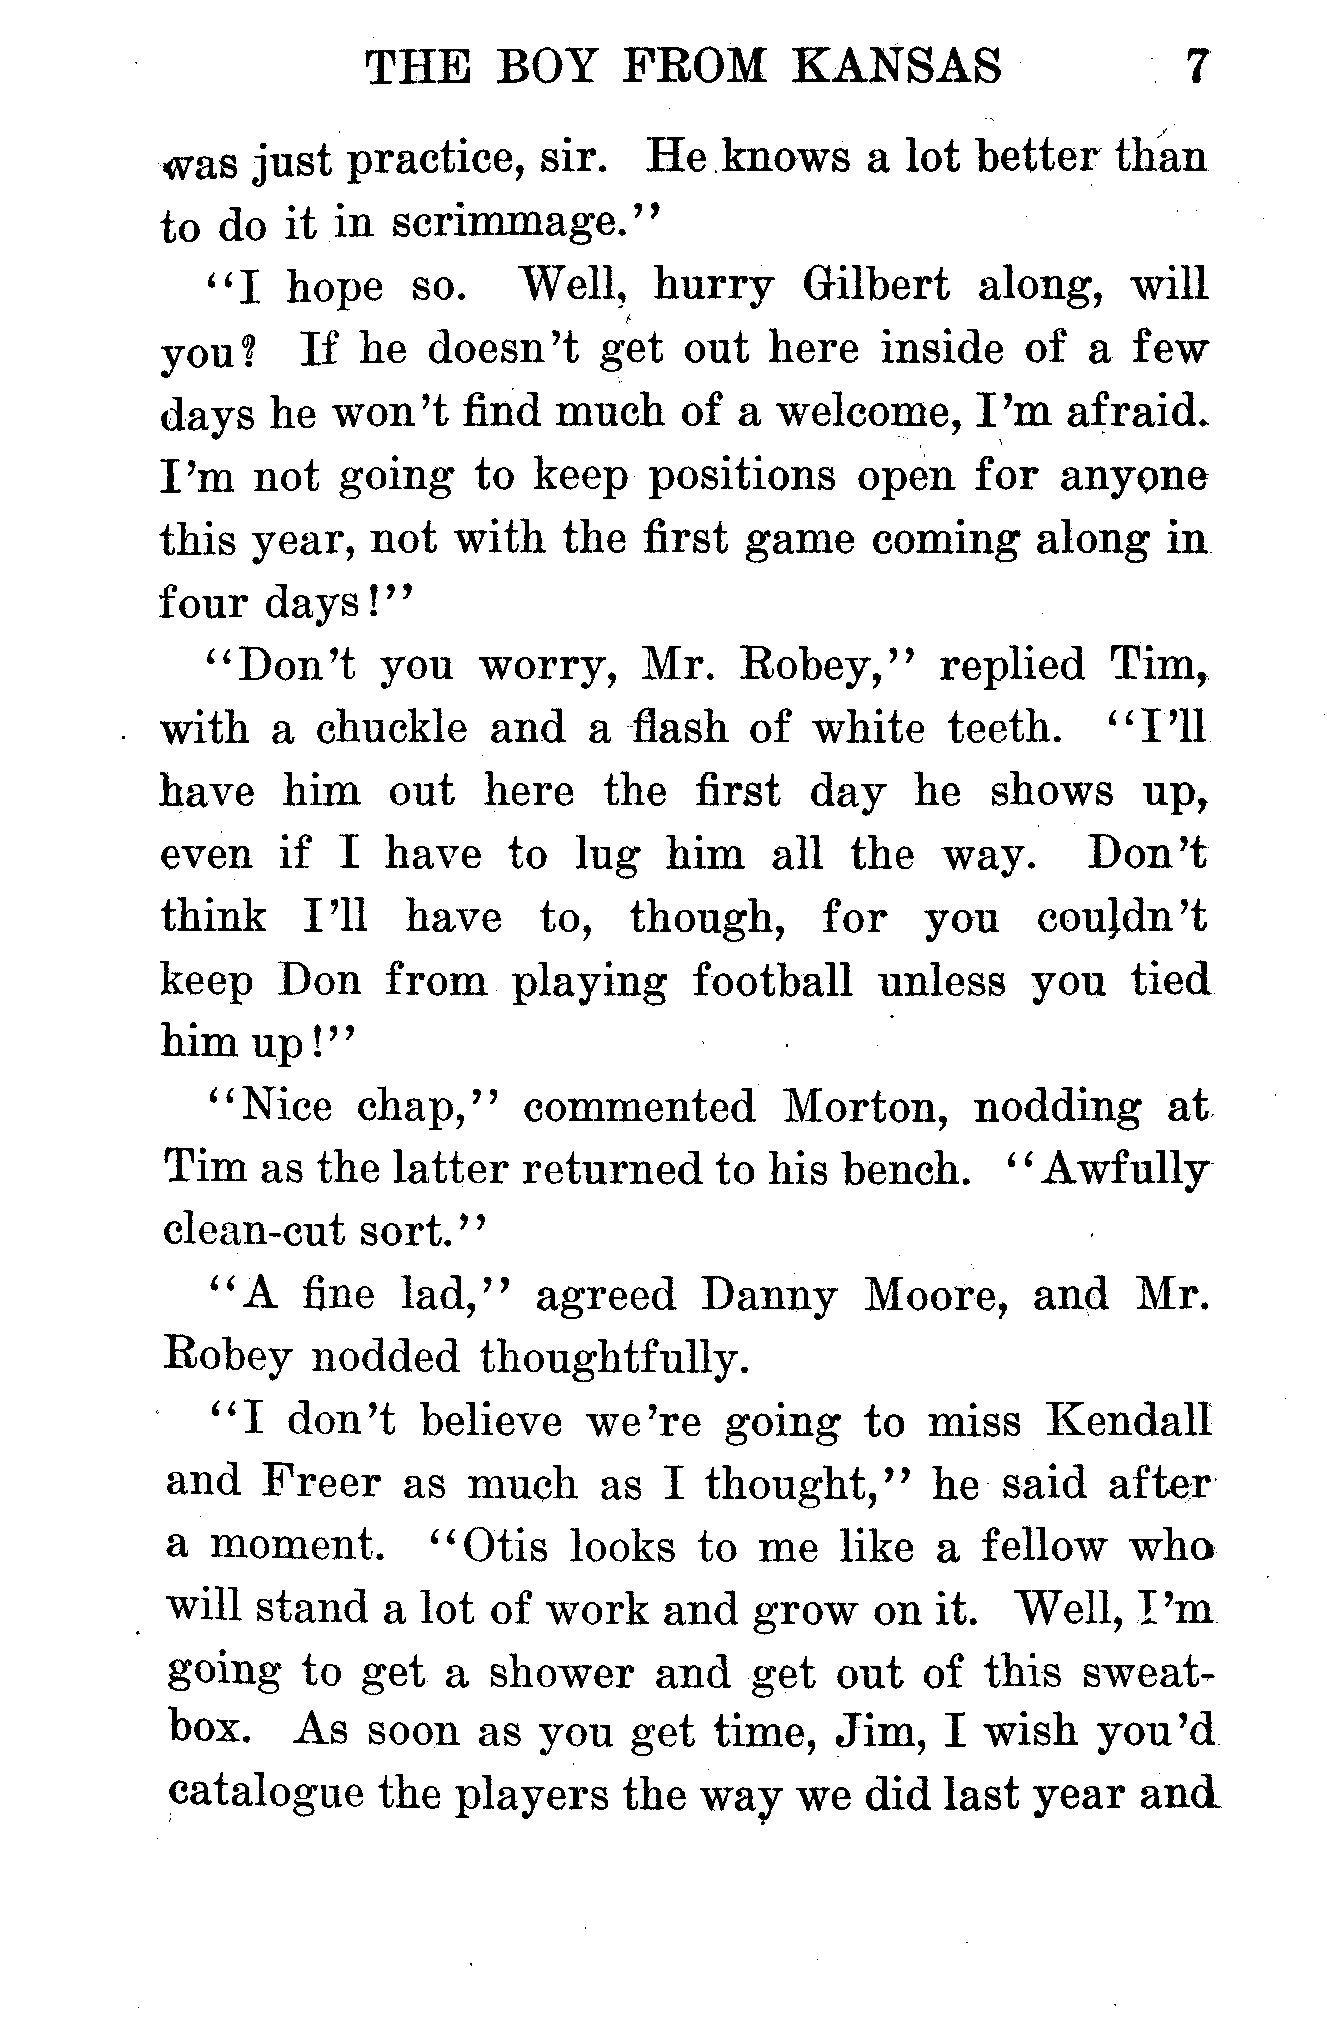 THE BOY FROM KANSAS 7
was just practice, sir. He knows a lot better than
to do it in scrimmage."
"I hope so. Well, hurry Gilbert along, will
you? If he doesn't get out here inside of a few
days he won't find much of a welcome, I'm afraid.
I'm not going to keep positions open for anyone
this year, not with the first game coming along in
four days!"
"Don't you worry, Mr. Robey," replied Tim,
with a chuckle and a flash of white teeth. "I'll
have him out here the first day he shows up,
even if I have to lug him all the way. Don't
think I'll have to, though, for you couldn't
keep Don from playing football unless you tied
him up!"
"Nice chap," commented Morton, nodding at
Tim as the latter returned to his bench. "Awfully
clean-cut sort."
"A fine lad," agreed Danny Moore, and Mr.
Robey nodded thoughtfully.
"I don't believe we're going to miss Kendall
and Freer as much as I thought," he said after
a moment. "Otis looks to me like a fellow who
will stand a lot of work and grow on it. Well, I'm
going to get a shower and get out of this sweat-
box. As soon as you get time, Jim, I wish you'd
catalogue the players the way we did last year and